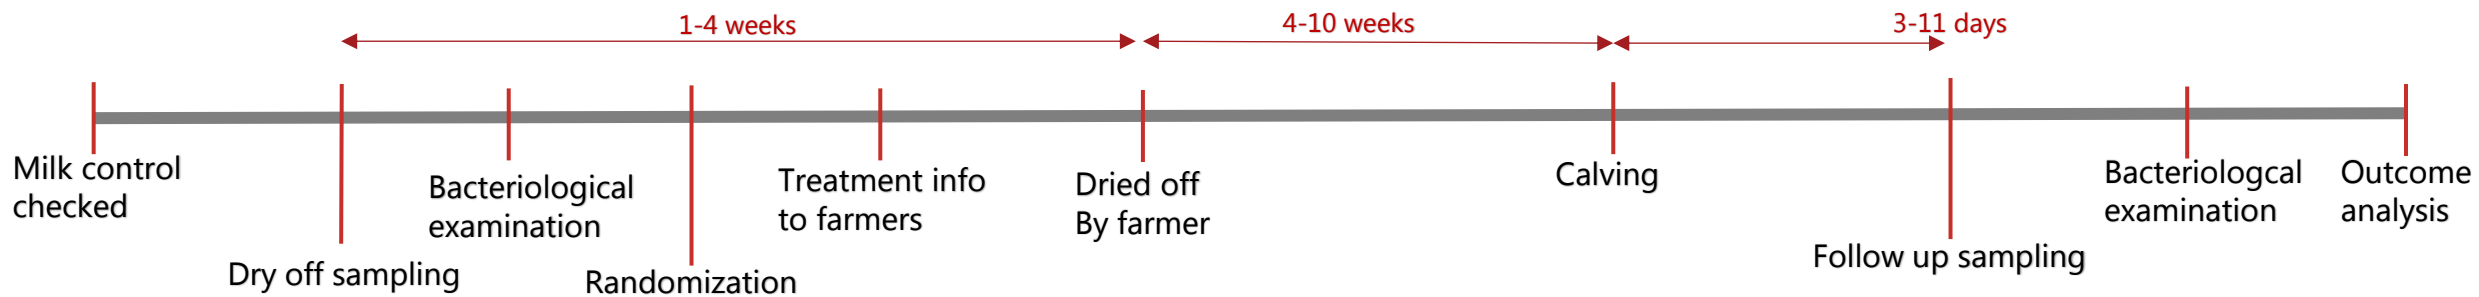 1-4 weeks
4-10 weeks
3-11 days
Milk control
checked
Dry off sampling
Bacteriological
examination
Randomization
Treatment info
to farmers
Dried off
By farmer
Calving
Follow up sampling
Bacteriologcal
examination
Outcome
analysis